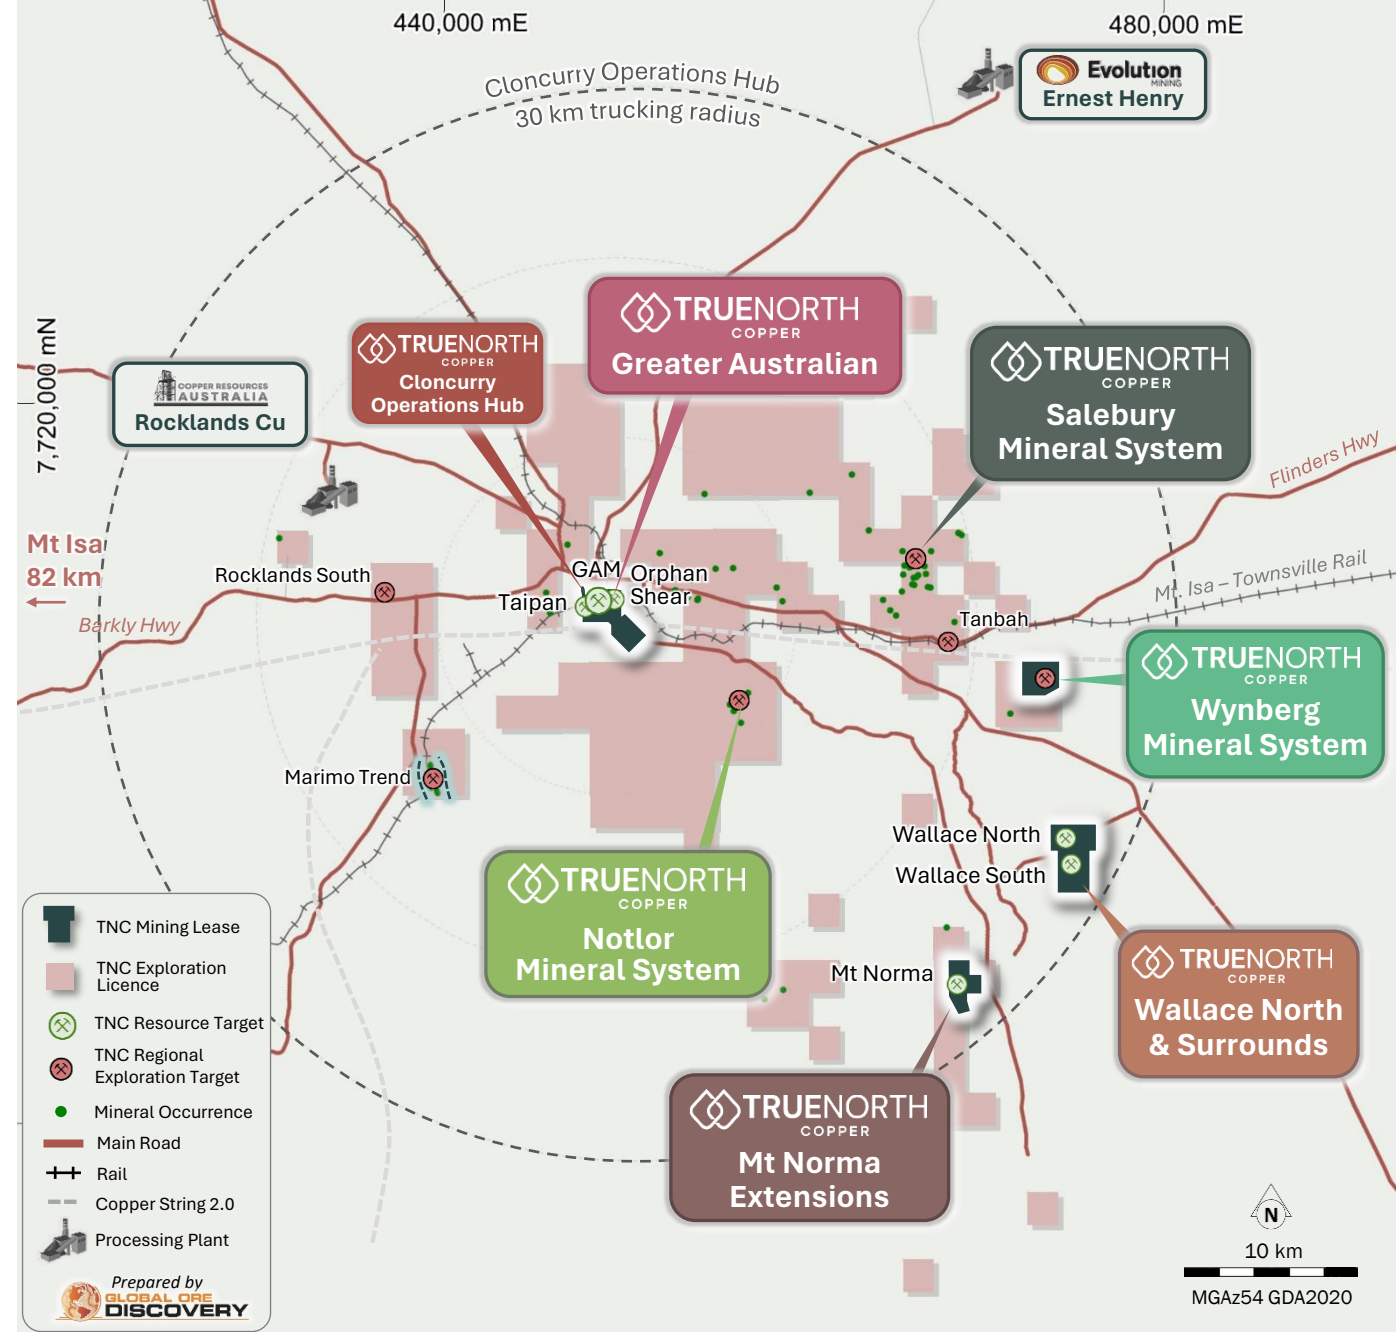 440,000 mE
480,000 mE
Cloncurry Operations Hub
30 km trucking radius
Evolution
MINING
Ernest Henry
7,720,000 mN
TRUENORTH
COPPER
Greater Australian
TRUENORTH
COPPER
Cloncurry
Operations Hub
TRUENORTH
COPPER
Salebury
Mineral System
COPPER RESOURCES
AUSTRALIA
Rocklands Cu
Flinders Hwy
Mt Isa
82 km
Rocklands South
GAM
Orphan
Shear
Taipan
Mt. Isa – Townsville Rail
Barkly Hwy
Tanbah
TRUENORTH
COPPER
Wynberg
Mineral System
Marimo Trend
Wallace North
Wallace South
TRUENORTH
COPPER
Notlor
Mineral System
Mt Norma
TRUENORTH
COPPER
Wallace North
& Surrounds
TRUENORTH
COPPER
Mt Norma
Extensions
TNC Mining Lease
TNC Exploration
Licence
TNC Resource Target
TNC Regional
Exploration Target
Mineral Occurrence
Main Road
Rail
Copper String 2.0
Processing Plant
Prepared by
GLOBAL ORE
DISCOVERY
N
10 km
MGAz54 GDA2020